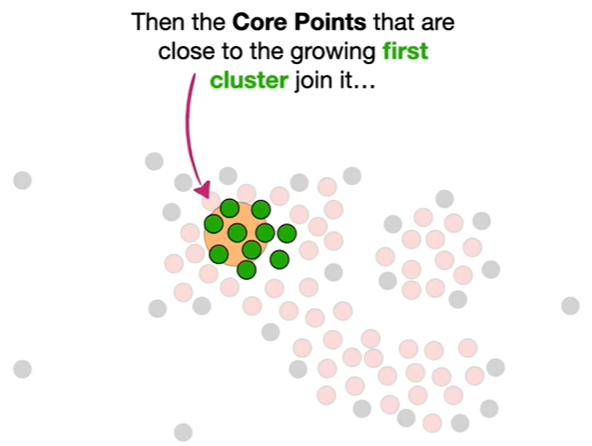 Then the Core Points that are
close to the growing first
cluster join it...